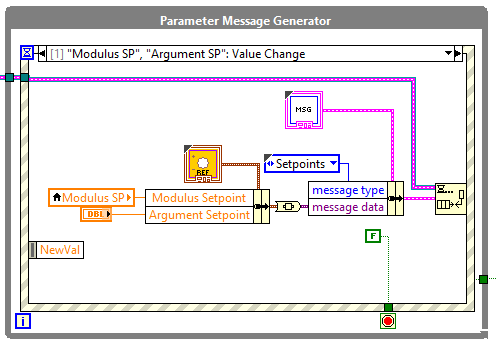 Parameter Message Generator
[1] "Modulus SP", "Argument SP": Value Change
MSG
REF
Setpoints
Modulus SP
Modulus Setpoint
message type
DBL
Argument Setpoint
message data
NewVal
F
i